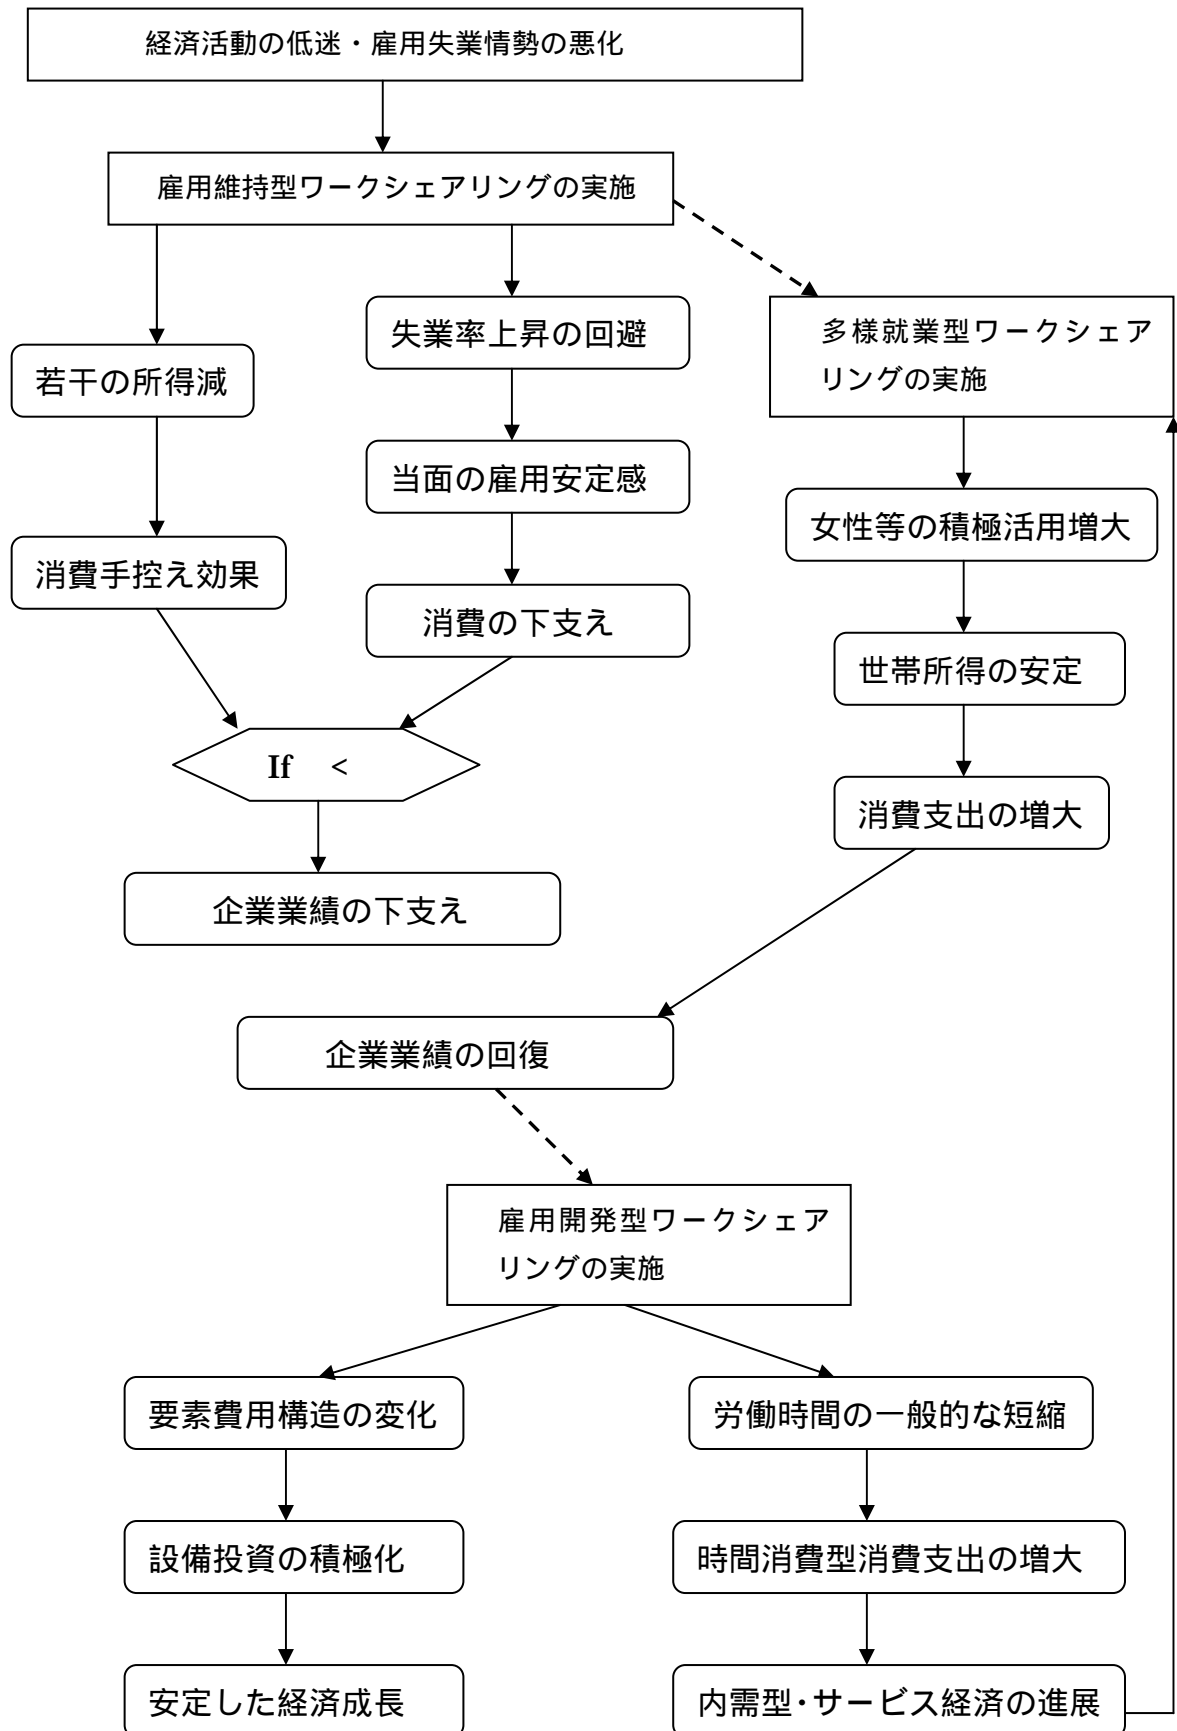 経済活動の低迷・雇用失業情勢の悪化
雇用維持型ワークシェアリングの実施
失業率上昇の回避
多様就業型ワークシェア
リングの実施
若干の所得減
当面の雇用安定感
女性等の積極活用増大
消費手控え効果
消費の下支え
世帯所得の安定
If <
消費支出の増大
企業業績の下支え
企業業績の回復
雇用開発型ワークシェア
リングの実施
要素費用構造の変化
労働時間の一般的な短縮
設備投資の積極化
時間消費型消費支出の増大
安定した経済成長
内需型・サービス経済の進展